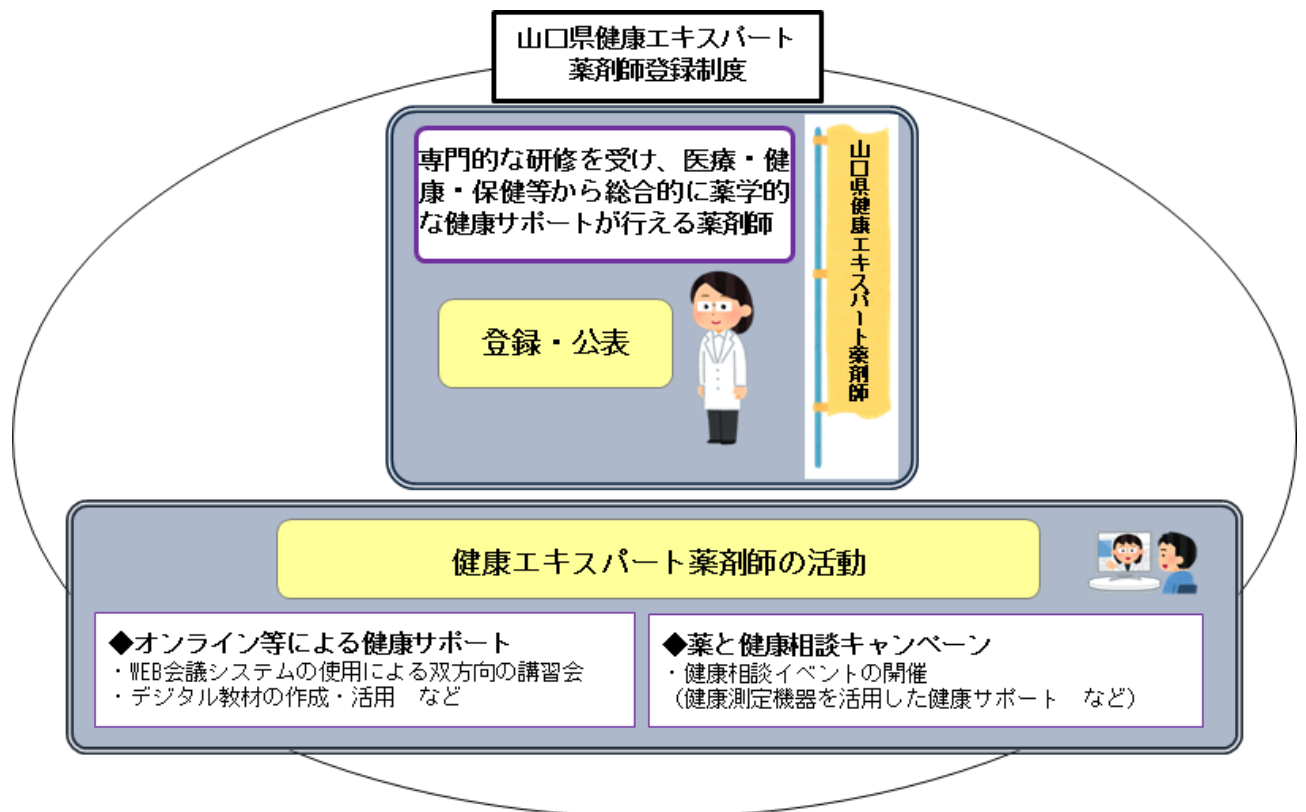 山口県健康エキスパート
薬剤師登録制度
専門的な研修を受け、医療・健
康・保健等から総合的に薬学的
な健康サポートが行える薬剤師
山口県健康エキスパート薬剤師
登録・公表
健康エキスパート薬剤師の活動
◆オンライン等による健康サポート
・WEB会議システムの使用による双方向の講習会
・デジタル教材の作成・活用　など
◆薬と健康相談キャンペーン
・健康相談イベントの開催
（健康測定機器を活用した健康サポート　など）